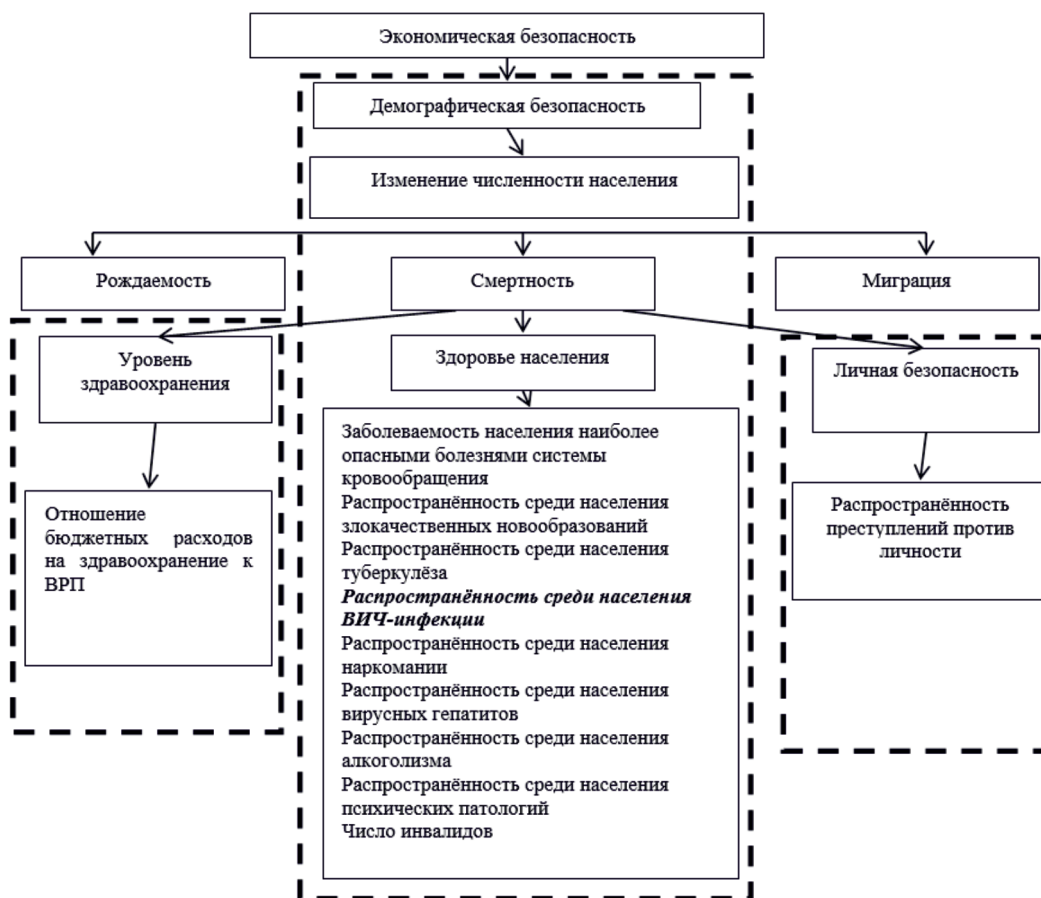 Экономическая безопасность
Демографическая безопасность
Изменение численности населения
Рождаемость
Смертность
Миграция
Уровень
здравоохранения
Здоровье населения
Личная безопасность
Отношение
бюджетных расходов
на здравоохранение к
ВРП
Заболеваемость населения наиболее
опасными болезнями системы
кровообращения
Распространённость среди населения
злокачественных новообразований
Распространённость среди населения
туберкулёза
Распространённость среди населения
ВИЧ-инфекции
Распространённость среди населения
наркомании
Распространённость среди населения
вирусных гепатитов
Распространённость среди населения
алкоголизма
Распространённость среди населения
психических патологий
Число инвалидов
Распространённость
преступлений против
личности